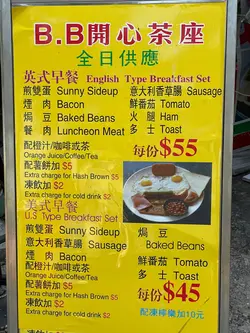 B.B開心茶座
全日供應
英式早餐 English Type Breakfast Set
煎雙蛋 Sunny Sideup 意大利香草腸 Sausage
煙肉 Bacon 鮮番茄 Tomato
焗豆 Baked Beans 火腿 Ham
餐肉 Luncheon Meat 多士 Toast
配橙汁/咖啡或茶 每份$55
Orange Juice/Coffee/Tea
配薯餅加 $5
Extra charge for Hash Brown $5
凍飲加 $2
Extra charge for cold drink $2
美式早餐
U.S Type Breakfast Set
煎雙蛋 Sunny Sideup 焗豆
意大利香草腸 Sausage Baked Beans
煙肉 Bacon 鮮番茄 Tomato
配橙汁/咖啡或茶 多士 Toast
Orange Juice/Coffee/Tea
配薯餅加 $5 每份$45
Extra charge for Hash Brown $5
凍飲加 $2 配凍檸樂加10元
Extra charge for cold drink $2